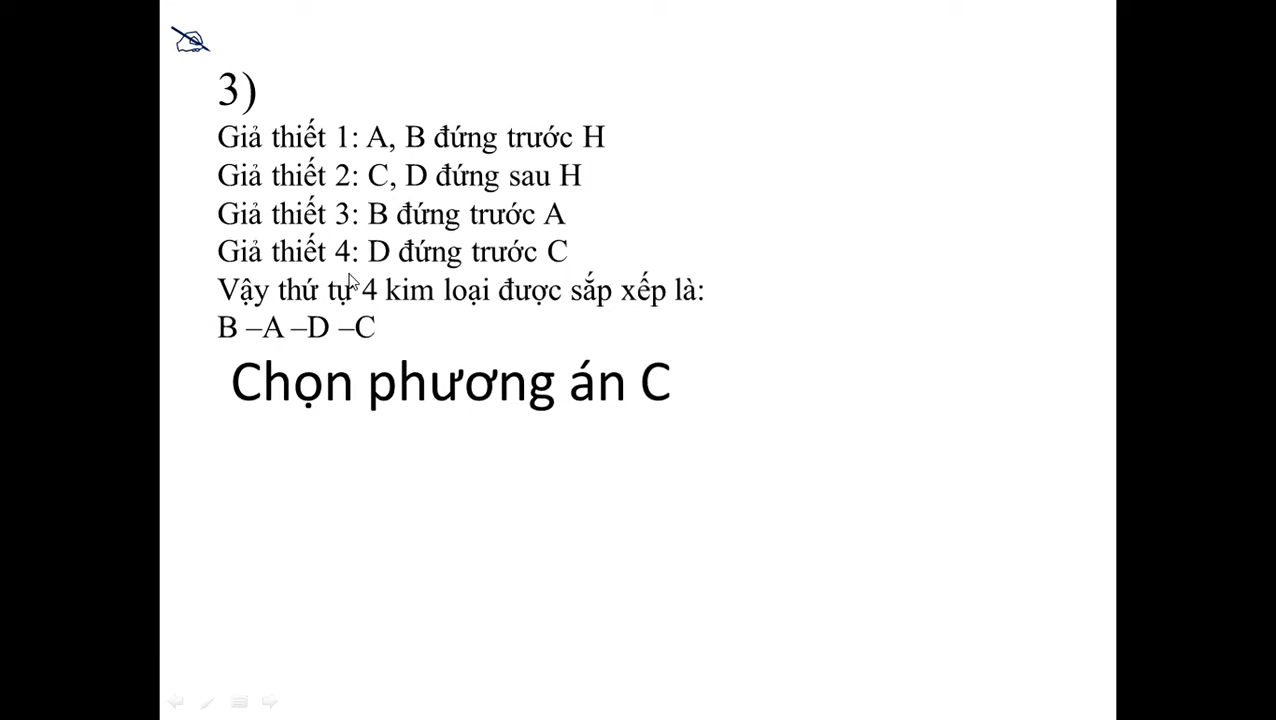 3)
Giả thiết 1: A, B đứng trước H
Giả thiết 2: C, D đứng sau H
Giả thiết 3: B đứng trước A
Giả thiết 4: D đứng trước C
Vậy thứ tự 4 kim loại được sắp xếp là:
B –A –D –C
Chọn phương án C